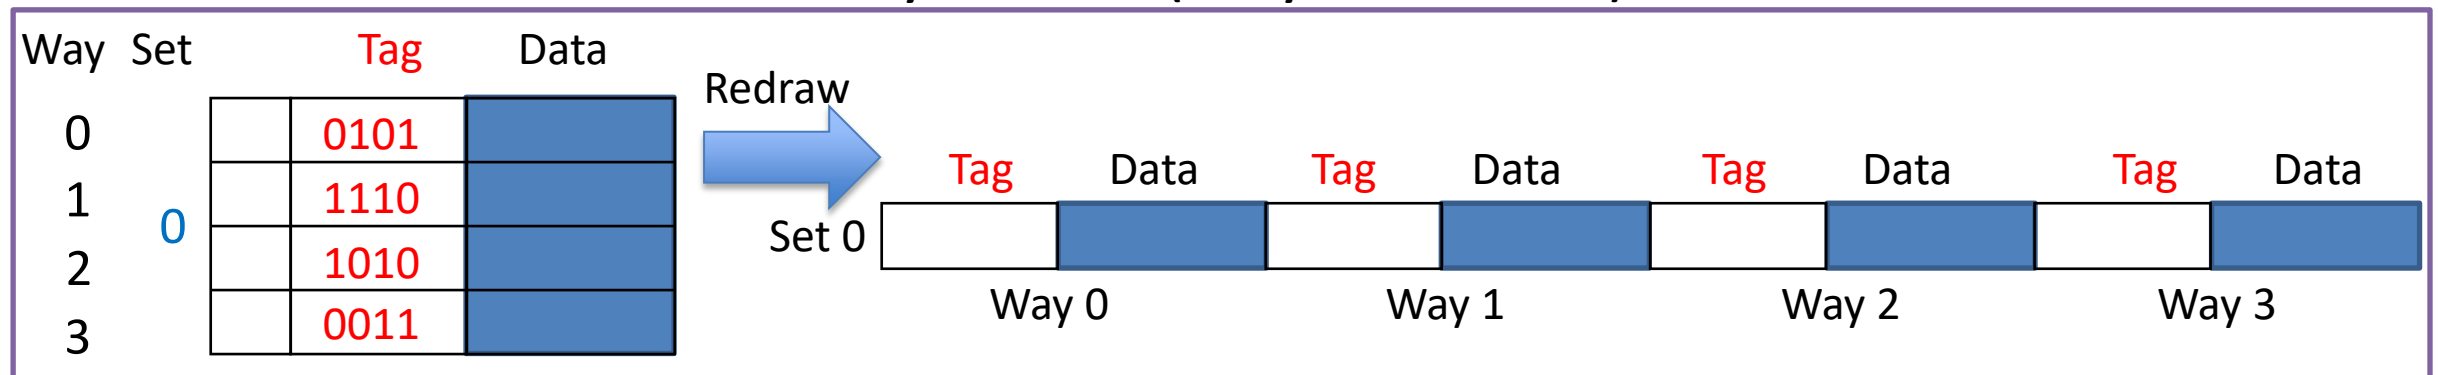 Way Set Tag Data
0 0101
1 1110
0
2 1010
3 0011
Redraw
Tag Data Tag Data Tag Data Tag Data
Set 0
Way 0 Way 1 Way 2 Way 3